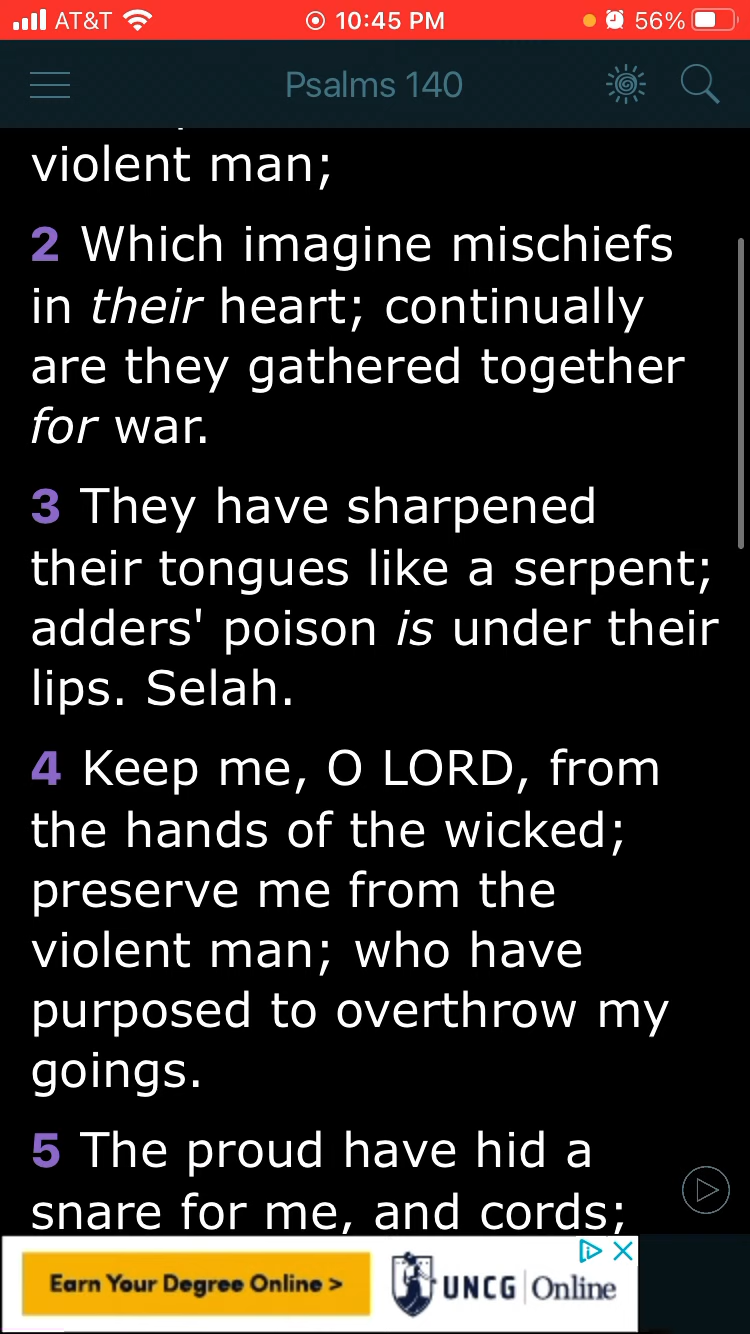 AT&T 10:45 PM 56%
Psalms 140
violent man;
2 Which imagine mischiefs
in their heart; continually
are they gathered together
for war.
3 They have sharpened
their tongues like a serpent;
adders' poison is under their
lips. Selah.
4 Keep me, O LORD, from
the hands of the wicked;
preserve me from the
violent man; who have
purposed to overthrow my
goings.
5 The proud have hid a
snare for me, and cords;
Earn Your Degree Online >
UNCG Online